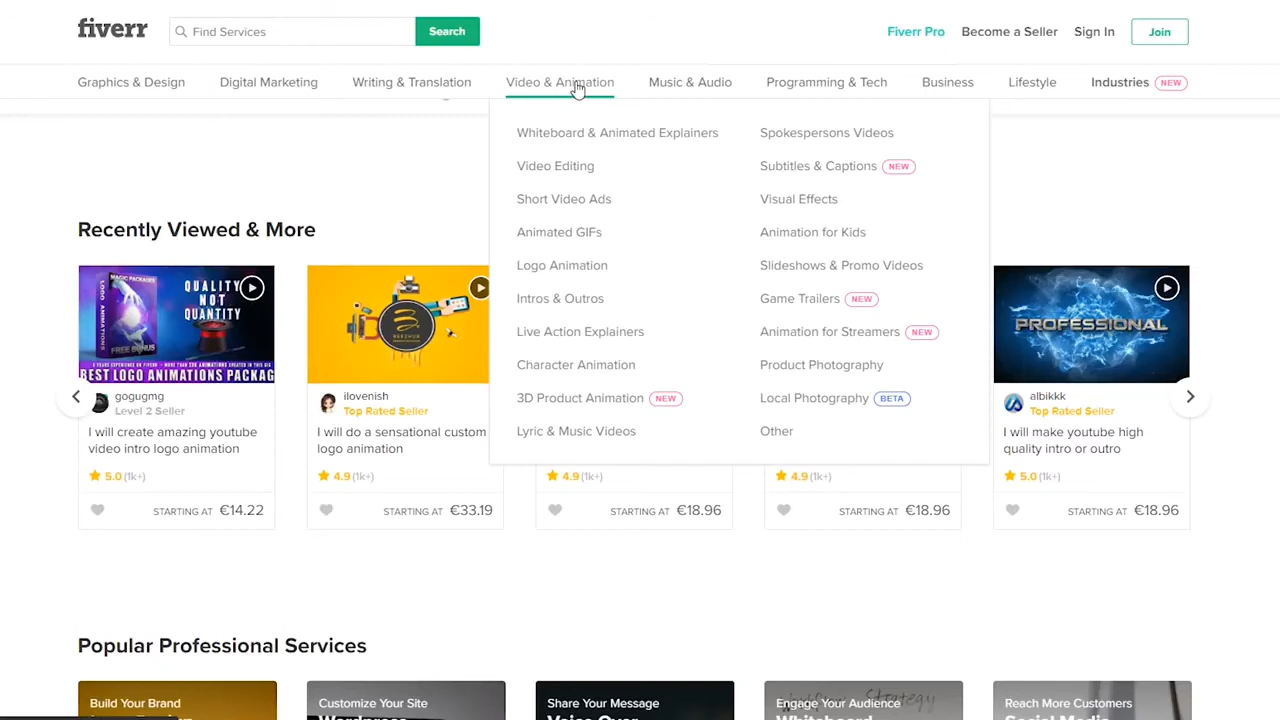 fiverr
Find Services
Search
Fiverr Pro
Become a Seller
Sign In
Join
Graphics & Design
Digital Marketing
Writing & Translation
Video & Animation
Music & Audio
Programming & Tech
Business
Lifestyle
Industries NEW
Whiteboard & Animated Explainers
Video Editing
Short Video Ads
Animated GIFs
Logo Animation
Intros & Outros
Live Action Explainers
Character Animation
3D Product Animation NEW
Lyric & Music Videos
Spokespersons Videos
Subtitles & Captions NEW
Visual Effects
Animation for Kids
Slideshows & Promo Videos
Game Trailers NEW
Animation for Streamers NEW
Product Photography
Local Photography BETA
Other
Recently Viewed & More
MAGIC PACKAGES
LOGO ANIMATIONS
FREE BONUS
QUALITY
NOT
QUANTITY
BEST LOGO ANIMATIONS PACKAG
gogugmg
Level 2 Seller
I will create amazing youtube
video intro logo animation
5.0 (1k+)
STARTING AT €14.22
ilovenish
Top Rated Seller
I will do a sensational custom
logo animation
4.9 (1k+)
STARTING AT €33.19
4.9 (1k+)
STARTING AT €18.96
4.9 (1k+)
STARTING AT €18.96
PROFESSIONAL
albikkk
Top Rated Seller
I will make youtube high
quality intro or outro
5.0 (1k+)
STARTING AT €18.96
Popular Professional Services
Build Your Brand
Customize Your Site
Share Your Message
Voice Over
Engage Your Audience
Strategy
Reach More Customers